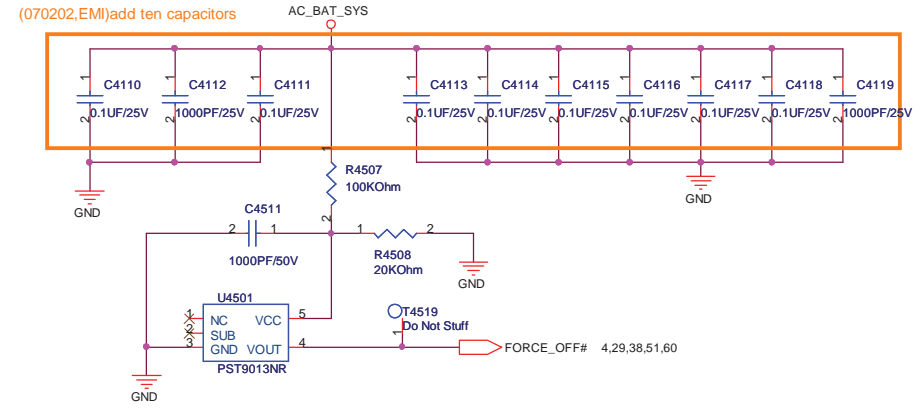 (070202,EMI)add ten capacitors
AC_BAT_SYS
1 1 1 1 1 1 1 1 1 1
C4110 C4112 C4111 C4113 C4114 C4115 C4116 C4117 C4118 C4119
0.1UF/25V 1000PF/25V 0.1UF/25V 0.1UF/25V 0.1UF/25V 0.1UF/25V 0.1UF/25V 0.1UF/25V 0.1UF/25V 1000PF/25V
2 2 2 2 2 2 2 2 2 2
1
R4507
100KOhm
2
GND
GND
C4511
2 1
1000PF/50V
1 2
R4508
20KOhm
GND
U4501
1 NC VCC 5
2 SUB
3 GND VOUT 4
PST9013NR
T4519
Do Not Stuff
1
FORCE_OFF# 4,29,38,51,60
GND